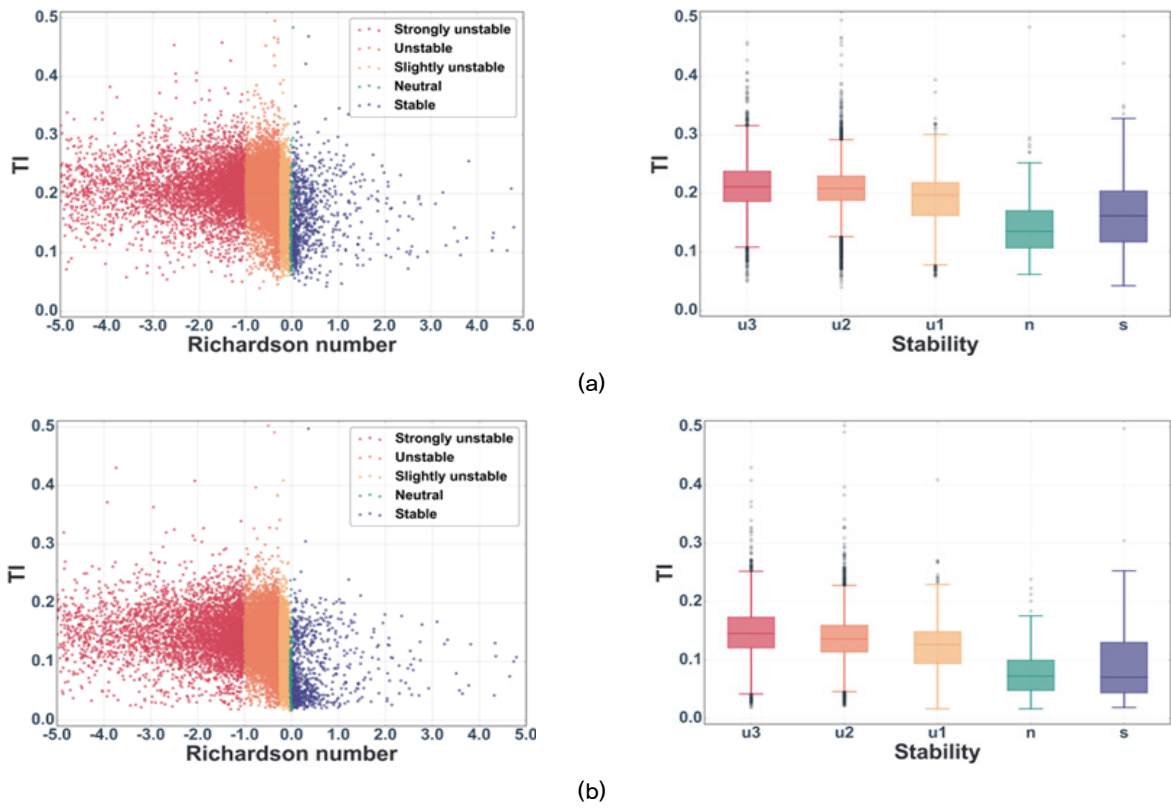 0.5
0.4
0.3
0.2
0.1
0.0
TI
-5.0 -4.0 -3.0 -2.0 -1.0 0.0 1.0 2.0 3.0 4.0 5.0
Richardson number
Strongly unstable
Unstable
Slightly unstable
Neutral
Stable
0.5
0.4
0.3
0.2
0.1
0.0
TI
u3 u2 u1 n s
Stability
(a)
0.5
0.4
0.3
0.2
0.1
0.0
TI
-5.0 -4.0 -3.0 -2.0 -1.0 0.0 1.0 2.0 3.0 4.0 5.0
Richardson number
Strongly unstable
Unstable
Slightly unstable
Neutral
Stable
0.5
0.4
0.3
0.2
0.1
0.0
TI
u3 u2 u1 n s
Stability
(b)